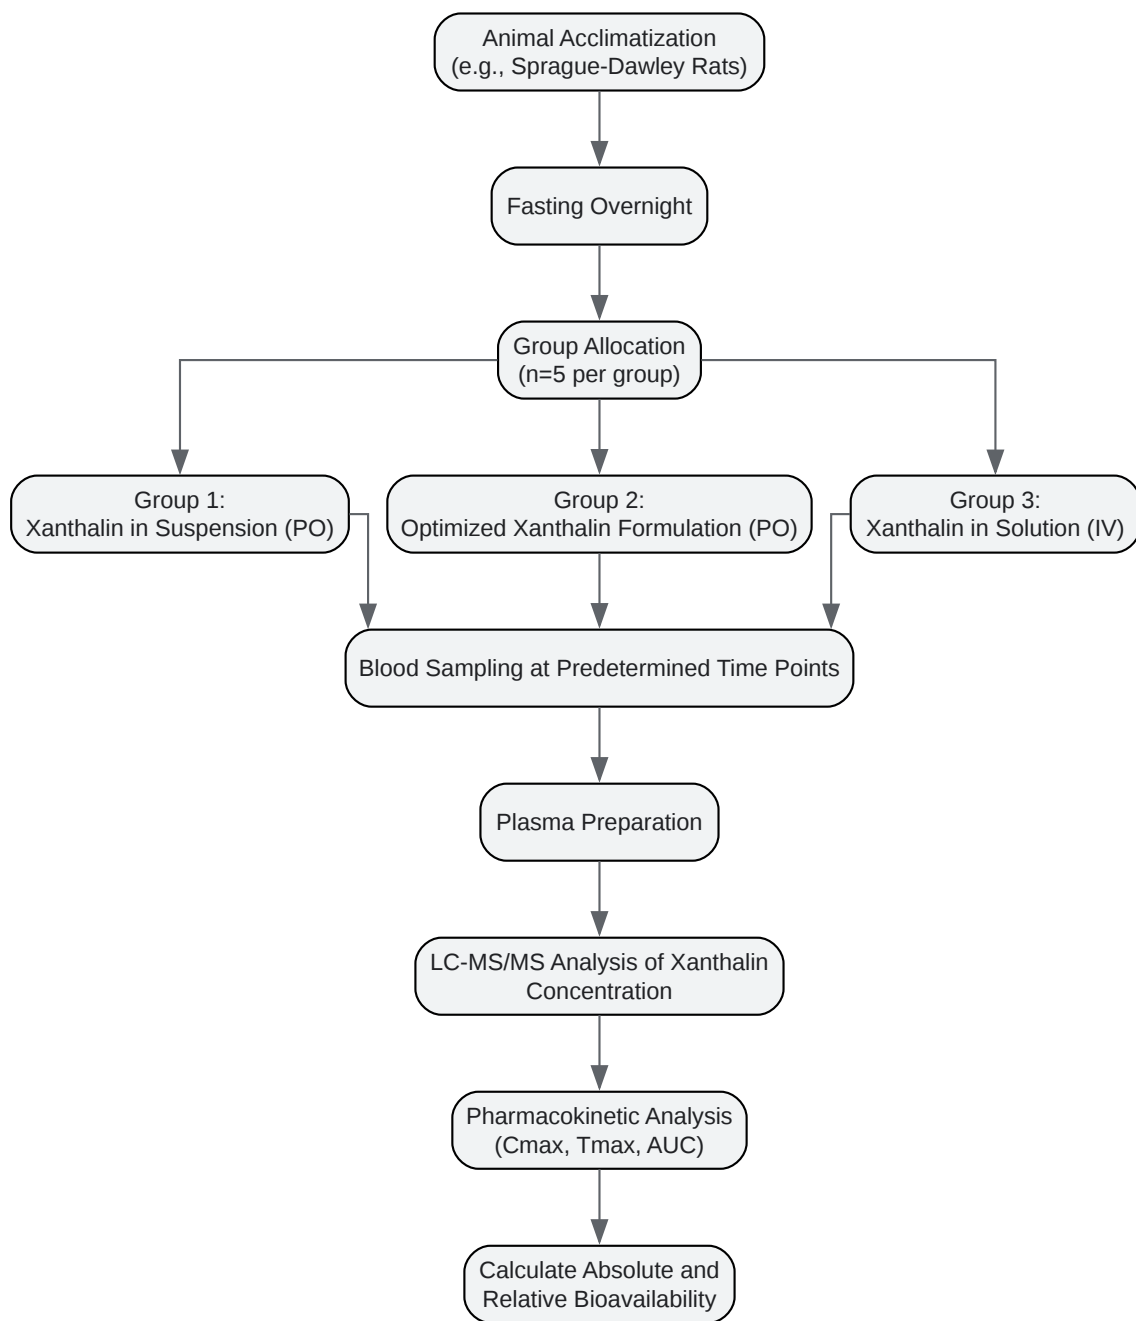 Animal Acclimatization
(e.g., Sprague-Dawley Rats)
Fasting Overnight
Group Allocation
(n=5 per group)
Group 1:
Xanthalin in Suspension (PO)
Group 2:
Optimized Xanthalin Formulation (PO)
Group 3:
Xanthalin in Solution (IV)
Blood Sampling at Predetermined Time Points
Plasma Preparation
LC-MS/MS Analysis of Xanthalin
Concentration
Pharmacokinetic Analysis
(Cmax, Tmax, AUC)
Calculate Absolute and
Relative Bioavailability